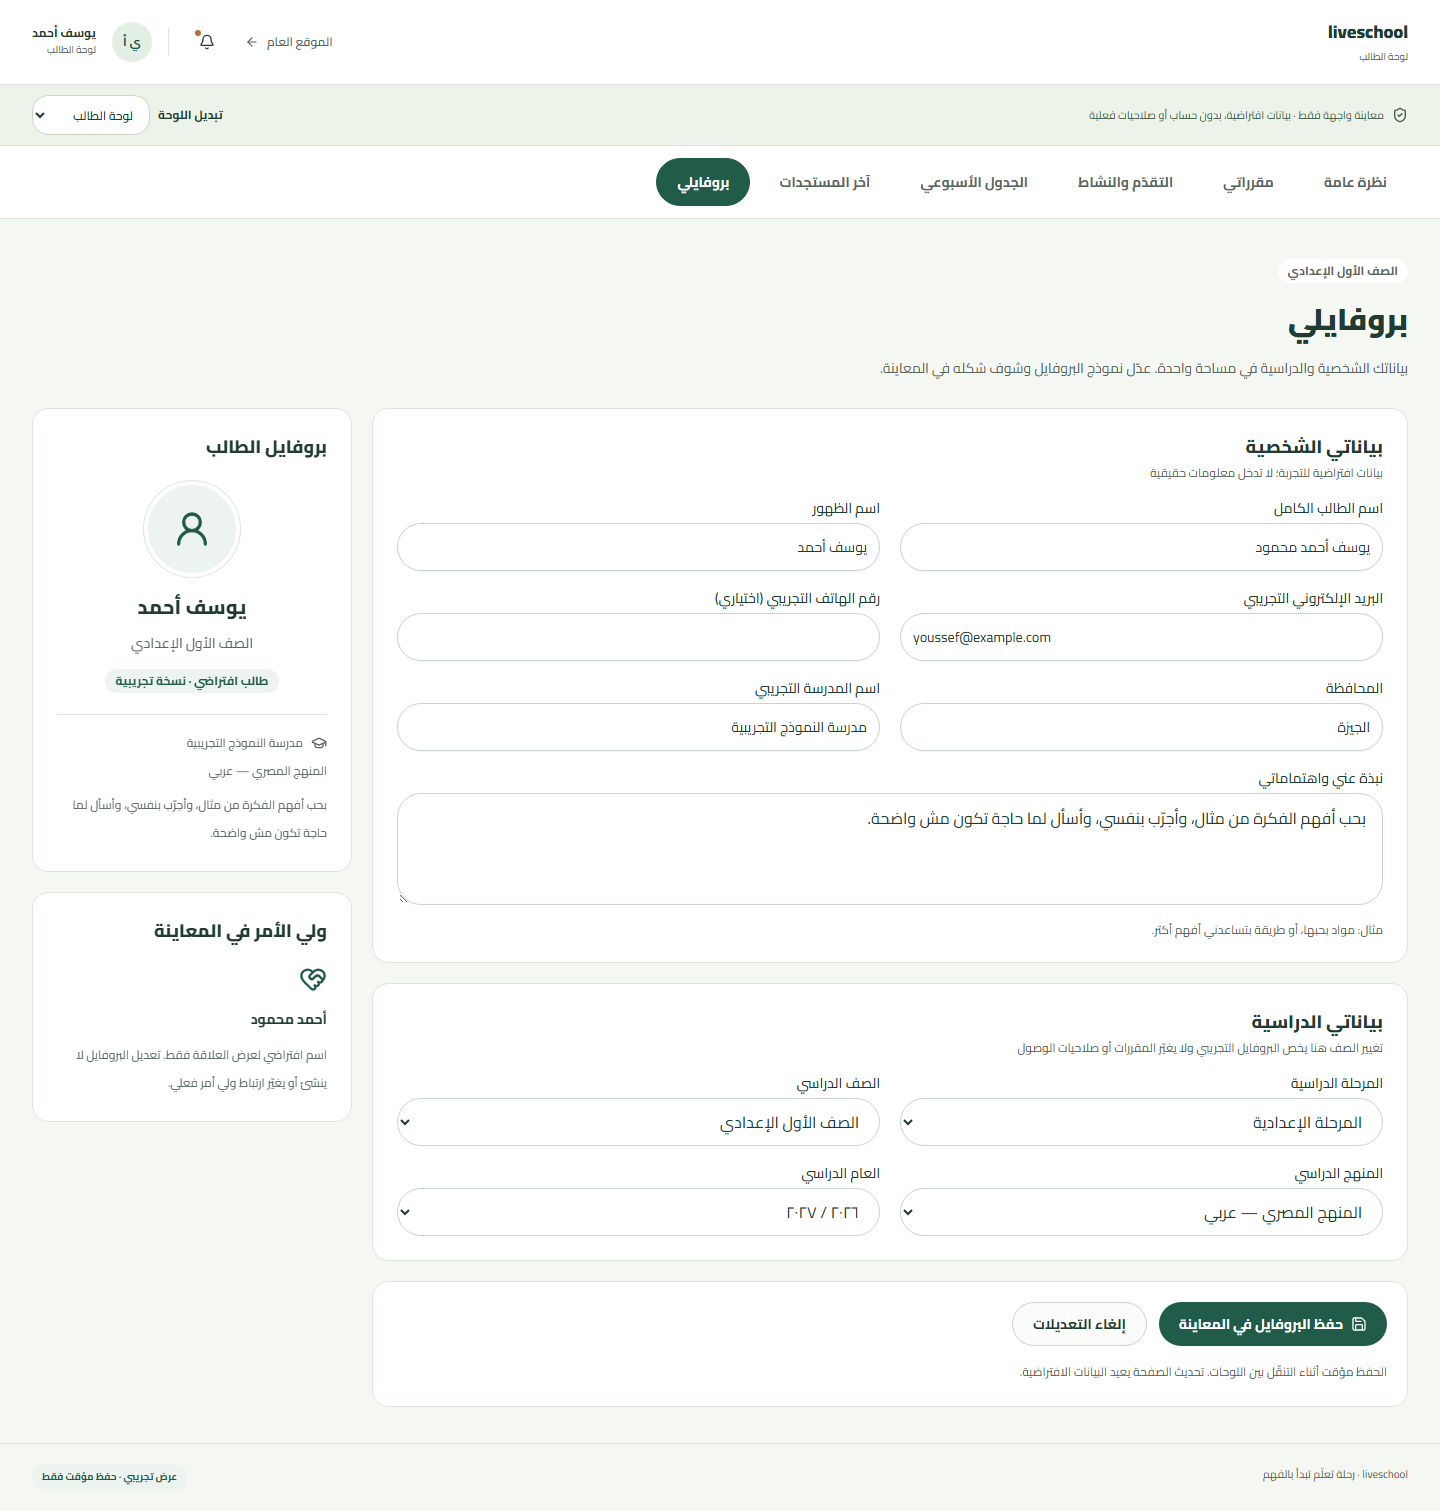 liveschool
لوحة الطالب
الموقع العام
ي أ
يوسف أحمد
لوحة الطالب
معاينة واجهة فقط · بيانات افتراضية، بدون حساب أو صلاحيات فعلية
تبديل اللوحة
لوحة الطالب
نظرة عامة
مقرراتي
التقدّم والنشاط
الجدول الأسبوعي
آخر المستجدات
بروفايلي
الصف الأول الإعدادي
بروفايلي
بياناتك الشخصية والدراسية في مساحة واحدة. عدّل نموذج البروفايل وشوف شكله في المعاينة.
بياناتي الشخصية
بيانات افتراضية للتجربة؛ لا تدخل معلومات حقيقية
اسم الطالب الكامل
يوسف أحمد محمود
اسم الظهور
يوسف أحمد
البريد الإلكتروني التجريبي
youssef@example.com
رقم الهاتف التجريبي (اختياري)
المحافظة
الجيزة
اسم المدرسة التجريبي
مدرسة النموذج التجريبية
نبذة عني واهتماماتي
بحب أفهم الفكرة من مثال، وأجرّب بنفسي، وأسأل لما حاجة تكون مش واضحة.
مثال: مواد بحبها، أو طريقة بتساعدني أفهم أكتر.
بياناتي الدراسية
تغيير الصف هنا يخص البروفايل التجريبي ولا يغيّر المقررات أو صلاحيات الوصول
المرحلة الدراسية
المرحلة الإعدادية
الصف الدراسي
الصف الأول الإعدادي
المنهج الدراسي
المنهج المصري — عربي
العام الدراسي
٢٠٢٦ / ٢٠٢٧
حفظ البروفايل في المعاينة
إلغاء التعديلات
الحفظ مؤقت أثناء التنقّل بين اللوحات. تحديث الصفحة يعيد البيانات الافتراضية.
بروفايل الطالب
يوسف أحمد
الصف الأول الإعدادي
طالب افتراضي · نسخة تجريبية
مدرسة النموذج التجريبية
المنهج المصري — عربي
بحب أفهم الفكرة من مثال، وأجرّب بنفسي، وأسأل لما
حاجة تكون مش واضحة.
ولي الأمر في المعاينة
أحمد محمود
اسم افتراضي لعرض العلاقة فقط. تعديل البروفايل لا
ينشئ أو يغيّر ارتباط ولي أمر فعلي.
liveschool · رحلة تعلّم تبدأ بالفهم
عرض تجريبي · حفظ مؤقت فقط